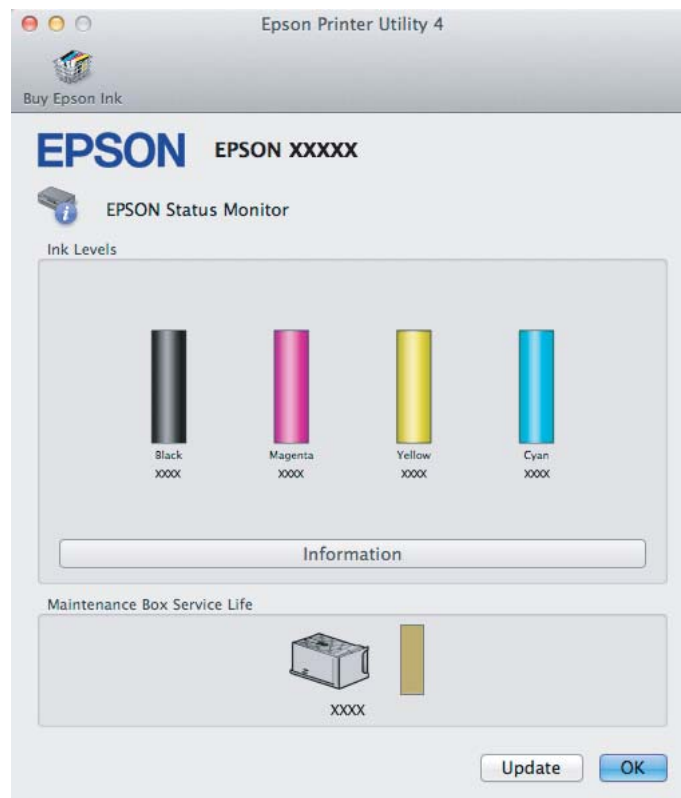 Epson Printer Utility 4
Buy Epson Ink
EPSON EPSON XXXXX
EPSON Status Monitor
Ink Levels
Black Magenta Yellow Cyan
XXXX XXXX XXXX XXXX
Information
Maintenance Box Service Life
XXXX
Update OK